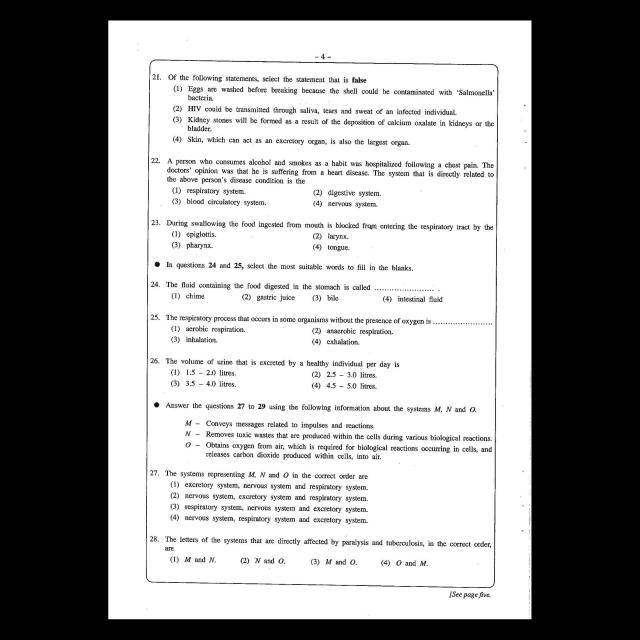 – 4 –
21. Of the following statements, select the statement that is false
(1) Eggs are washed before breaking because the shell could be contaminated with 'Salmonella'
bacteria.
(2) HIV could be transmitted through saliva, tears and sweat of an infected individual.
(3) Kidney stones will be formed as a result of the deposition of calcium oxalate in kidneys or the
bladder.
(4) Skin, which can act as an excretory organ, is also the largest organ.
22. A person who consumes alcohol and smokes as a habit was hospitalized following a chest pain. The
doctors' opinion was that he is suffering from a heart disease. The system that is directly related to
the above person's disease condition is the
(1) respiratory system. (2) digestive system.
(3) blood circulatory system. (4) nervous system.
23. During swallowing the food ingested from mouth is blocked from entering the respiratory tract by the
(1) epiglottis. (2) larynx.
(3) pharynx. (4) tongue.
● In questions 24 and 25, select the most suitable words to fill in the blanks.
24. The fluid containing the food digested in the stomach is called ....................... .
(1) chime (2) gastric juice (3) bile (4) intestinal fluid
25. The respiratory process that occurs in some organisms without the presence of oxygen is .......................
(1) aerobic respiration. (2) anaerobic respiration.
(3) inhalation. (4) exhalation.
26. The volume of urine that is excreted by a healthy individual per day is
(1) 1.5 – 2.0 litres. (2) 2.5 – 3.0 litres.
(3) 3.5 – 4.0 litres. (4) 4.5 – 5.0 litres.
● Answer the questions 27 to 29 using the following information about the systems M, N and O.
M – Conveys messages related to impulses and reactions.
N – Removes toxic wastes that are produced within the cells during various biological reactions.
O – Obtains oxygen from air, which is required for biological reactions occurring in cells, and
releases carbon dioxide produced within cells, into air.
27. The systems representing M, N and O in the correct order are
(1) excretory system, nervous system and respiratory system.
(2) nervous system, excretory system and respiratory system.
(3) respiratory system, nervous system and excretory system.
(4) nervous system, respiratory system and excretory system.
28. The letters of the systems that are directly affected by paralysis and tuberculosis, in the correct order,
are
(1) M and N. (2) N and O. (3) M and O. (4) O and M.
[See page five.